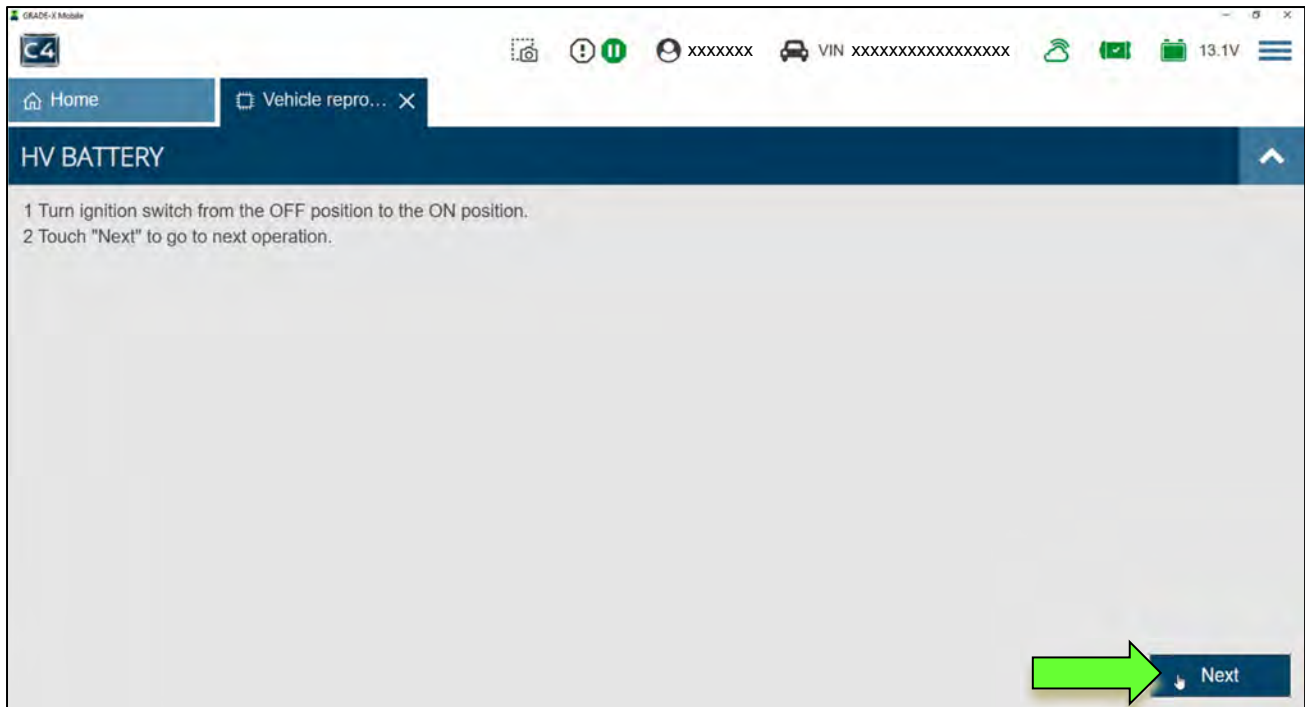 GRADE-X Mobile
C4
xxxxxxx
VIN xxxxxxxxxxxxxxxxx
13.1V
Home
Vehicle repro...
HV BATTERY
1 Turn ignition switch from the OFF position to the ON position.
2 Touch "Next" to go to next operation.
Next